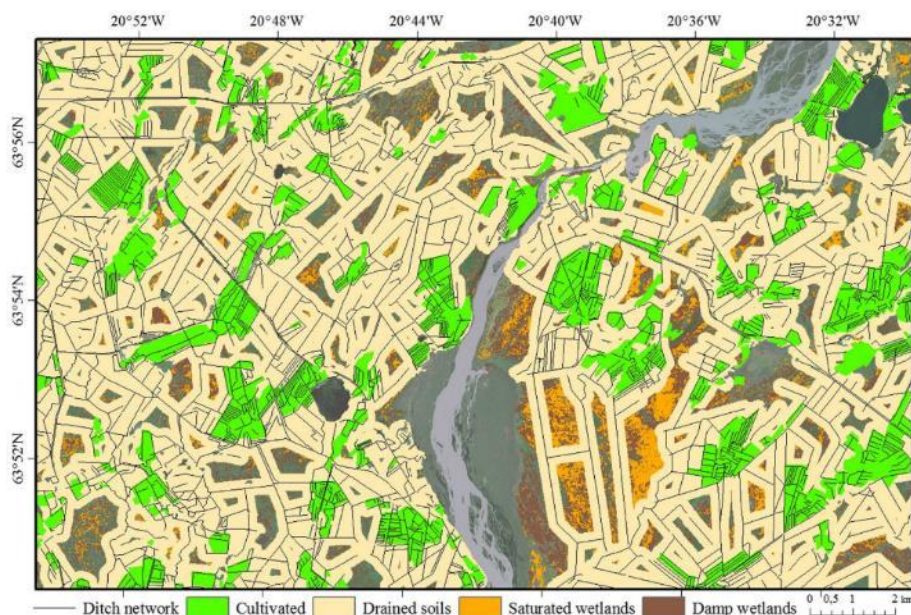 20°52'W 20°48'W 20°44'W 20°40'W 20°36'W 20°32'W
63°56'N
63°54'N
63°52'N
Ditch network Cultivated Drained soils Saturated wetlands Damp wetlands 0 0,5 1 2 km